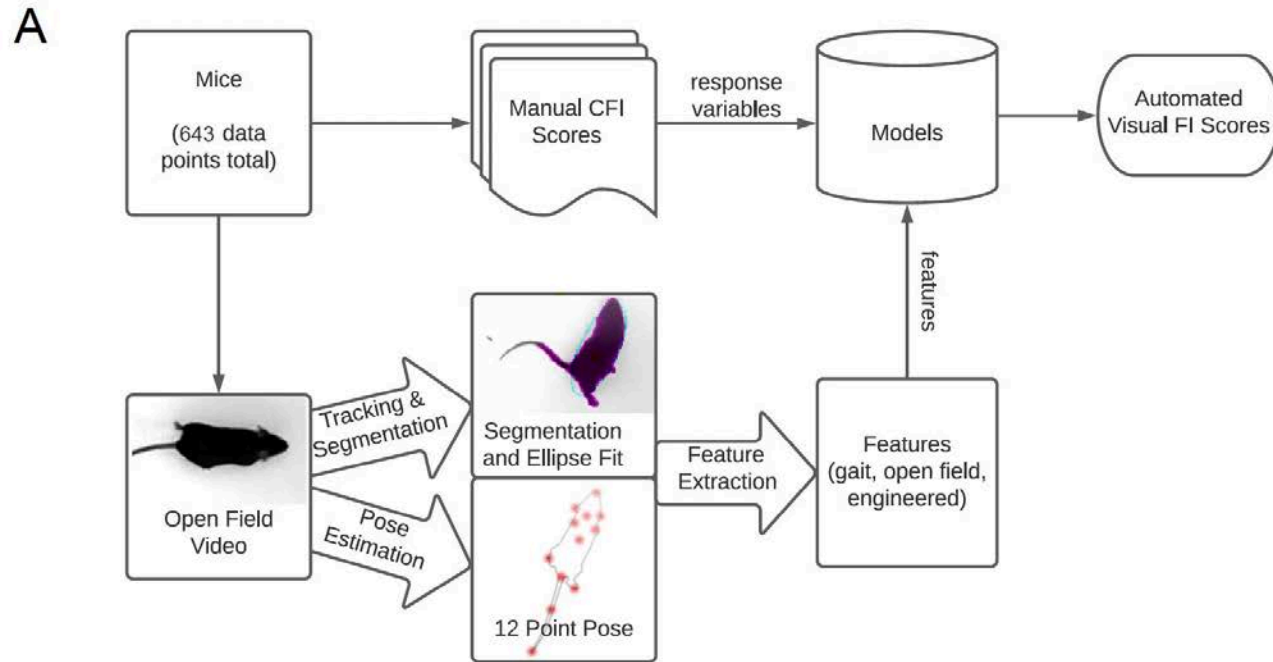 A
Mice
(643 data
points total)
Manual CFI
Scores
response
variables
Models
Automated
Visual FI Scores
features
Open Field
Video
Tracking &
Segmentation
Pose
Estimation
Segmentation
and Ellipse Fit
12 Point Pose
Feature
Extraction
Features
(gait, open field,
engineered)